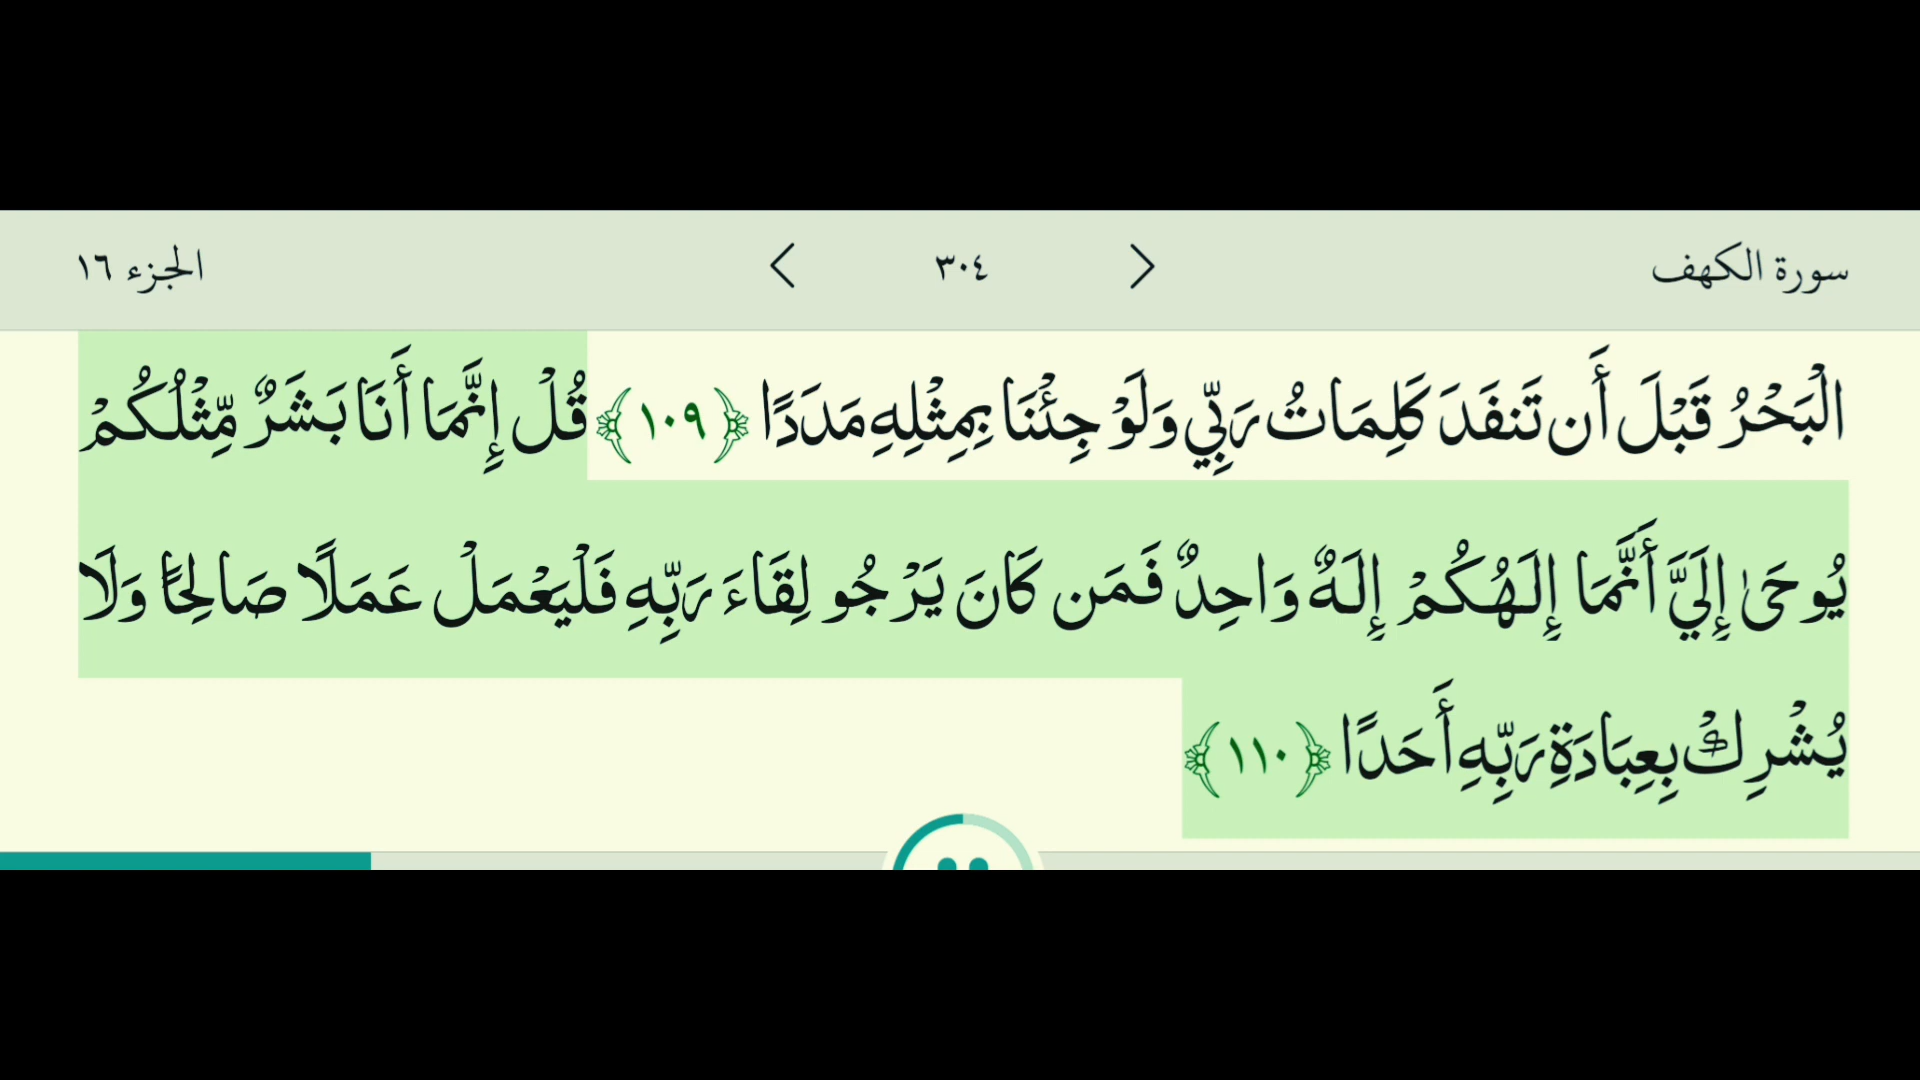 سورة الكهف ٣٠٤ الجزء ١٦
الْبَحْرُ قَبْلَ أَن تَنفَدَ كَلِمَاتُ رَبِّي وَلَوْ جِئْنَا بِمِثْلِهِ مَدَدًا ﴿١٠٩﴾ قُلْ إِنَّمَا أَنَا بَشَرٌ مِّثْلُكُمْ
يُوحَىٰ إِلَيَّ أَنَّمَا إِلَٰهُكُمْ إِلَٰهٌ وَاحِدٌ فَمَن كَانَ يَرْجُو لِقَاءَ رَبِّهِ فَلْيَعْمَلْ عَمَلًا صَالِحًا وَلَا
يُشْرِكْ بِعِبَادَةِ رَبِّهِ أَحَدًا ﴿١١٠﴾